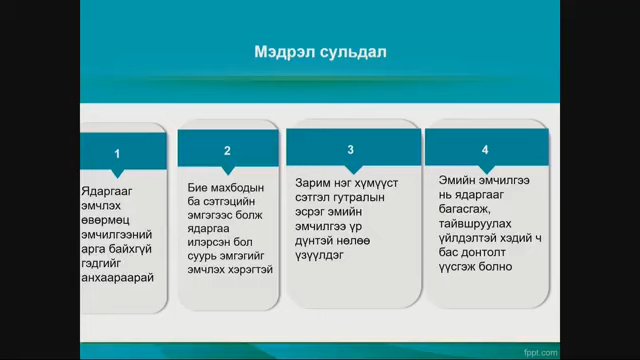 Мэдрэл сульдал
1
Ядаргааг
эмчлэх
өвөрмөц
эмчилгээний
арга байхгүй
гэдгийг
анхаараарай
2
Бие махбодын
ба сэтгэцийн
эмгэгээс болж
ядаргаа
илэрсэн бол
суурь эмгэгийг
эмчлэх хэрэгтэй
3
Зарим нэг хүмүүст
сэтгэл гутралын
эсрэг эмийн
эмчилгээ үр
дүнтэй нөлөө
үзүүлдэг
4
Эмийн эмчилгээ
нь ядаргааг
багасгаж,
тайвшруулах
үйлдэлтэй хэдий ч
бас донтолт
үүсгэж болно
fppt.com